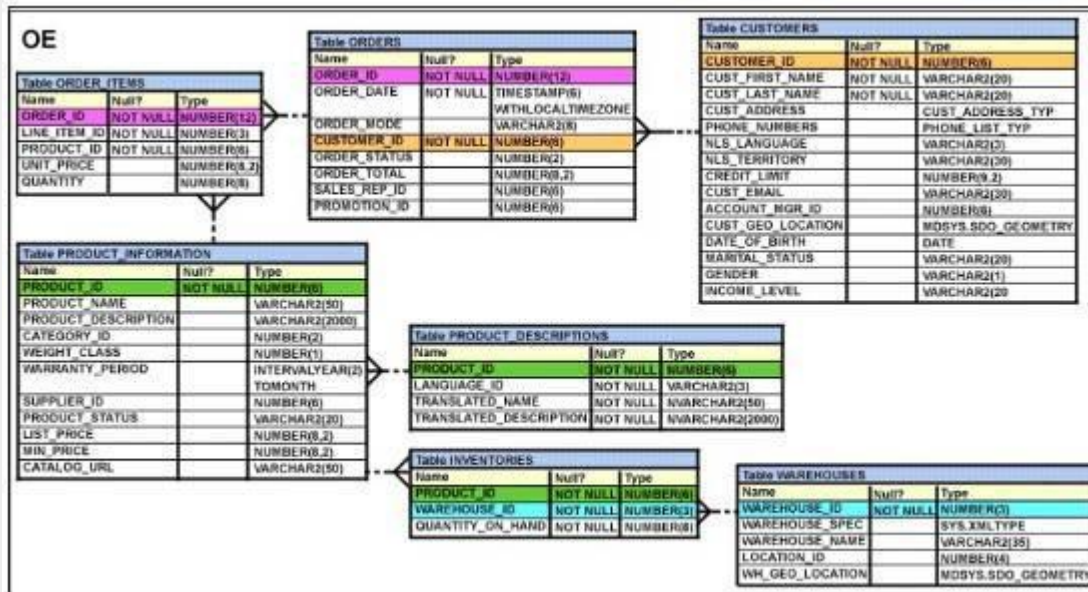 OE
Table ORDER_ITEMS
Name Null? Type
ORDER_ID NOT NULL NUMBER(12)
LINE_ITEM_ID NOT NULL NUMBER(3)
PRODUCT_ID NOT NULL NUMBER(6)
UNIT_PRICE NUMBER(8,2)
QUANTITY NUMBER(8)
Table ORDERS
Name Null? Type
ORDER_ID NOT NULL NUMBER(12)
ORDER_DATE NOT NULL TIMESTAMP(6)
WITHLOCALTIMEZONE
ORDER_MODE VARCHAR2(8)
CUSTOMER_ID NOT NULL NUMBER(6)
ORDER_STATUS NUMBER(2)
ORDER_TOTAL NUMBER(8,2)
SALES_REP_ID NUMBER(6)
PROMOTION_ID NUMBER(6)
Table CUSTOMERS
Name Null? Type
CUSTOMER_ID NOT NULL NUMBER(6)
CUST_FIRST_NAME NOT NULL VARCHAR2(20)
CUST_LAST_NAME NOT NULL VARCHAR2(20)
CUST_ADDRESS CUST_ADDRESS_TYP
PHONE_NUMBERS PHONE_LIST_TYP
NLS_LANGUAGE VARCHAR2(3)
NLS_TERRITORY VARCHAR2(30)
CREDIT_LIMIT NUMBER(9,2)
CUST_EMAIL VARCHAR2(30)
ACCOUNT_MGR_ID NUMBER(6)
CUST_GEO_LOCATION MDSYS.SDO_GEOMETRY
DATE_OF_BIRTH DATE
MARITAL_STATUS VARCHAR2(20)
GENDER VARCHAR2(1)
INCOME_LEVEL VARCHAR2(20
Table PRODUCT_INFORMATION
Name Null? Type
PRODUCT_ID NOT NULL NUMBER(6)
PRODUCT_NAME VARCHAR2(50)
PRODUCT_DESCRIPTION VARCHAR2(2000)
CATEGORY_ID NUMBER(2)
WEIGHT_CLASS NUMBER(1)
WARRANTY_PERIOD INTERVALYEAR(2)
TOMONTH
SUPPLIER_ID NUMBER(6)
PRODUCT_STATUS VARCHAR2(20)
LIST_PRICE NUMBER(8,2)
MIN_PRICE NUMBER(8,2)
CATALOG_URL VARCHAR2(50)
Table PRODUCT_DESCRIPTIONS
Name Null? Type
PRODUCT_ID NOT NULL NUMBER(6)
LANGUAGE_ID NOT NULL VARCHAR2(3)
TRANSLATED_NAME NOT NULL NVARCHAR2(50)
TRANSLATED_DESCRIPTION NOT NULL NVARCHAR2(2000)
Table INVENTORIES
Name Null? Type
PRODUCT_ID NOT NULL NUMBER(6)
WAREHOUSE_ID NOT NULL NUMBER(3)
QUANTITY_ON_HAND NOT NULL NUMBER(8)
Table WAREHOUSES
Name Null? Type
WAREHOUSE_ID NOT NULL NUMBER(3)
WAREHOUSE_SPEC SYS.XMLTYPE
WAREHOUSE_NAME VARCHAR2(35)
LOCATION_ID NUMBER(4)
WH_GEO_LOCATION MDSYS.SDO_GEOMETRY